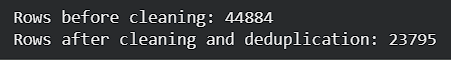 Rows before cleaning: 44884
Rows after cleaning and deduplication: 23795